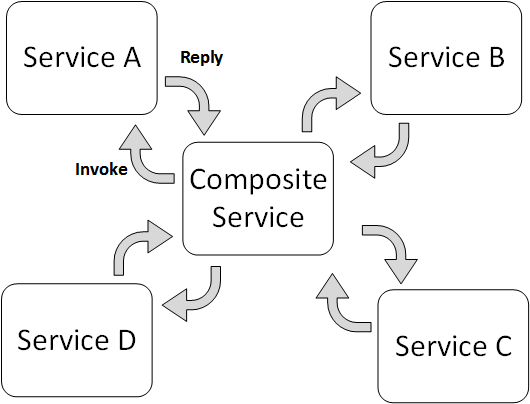 Service A
Reply
Service B
Invoke
Composite
Service
Service D
Service C